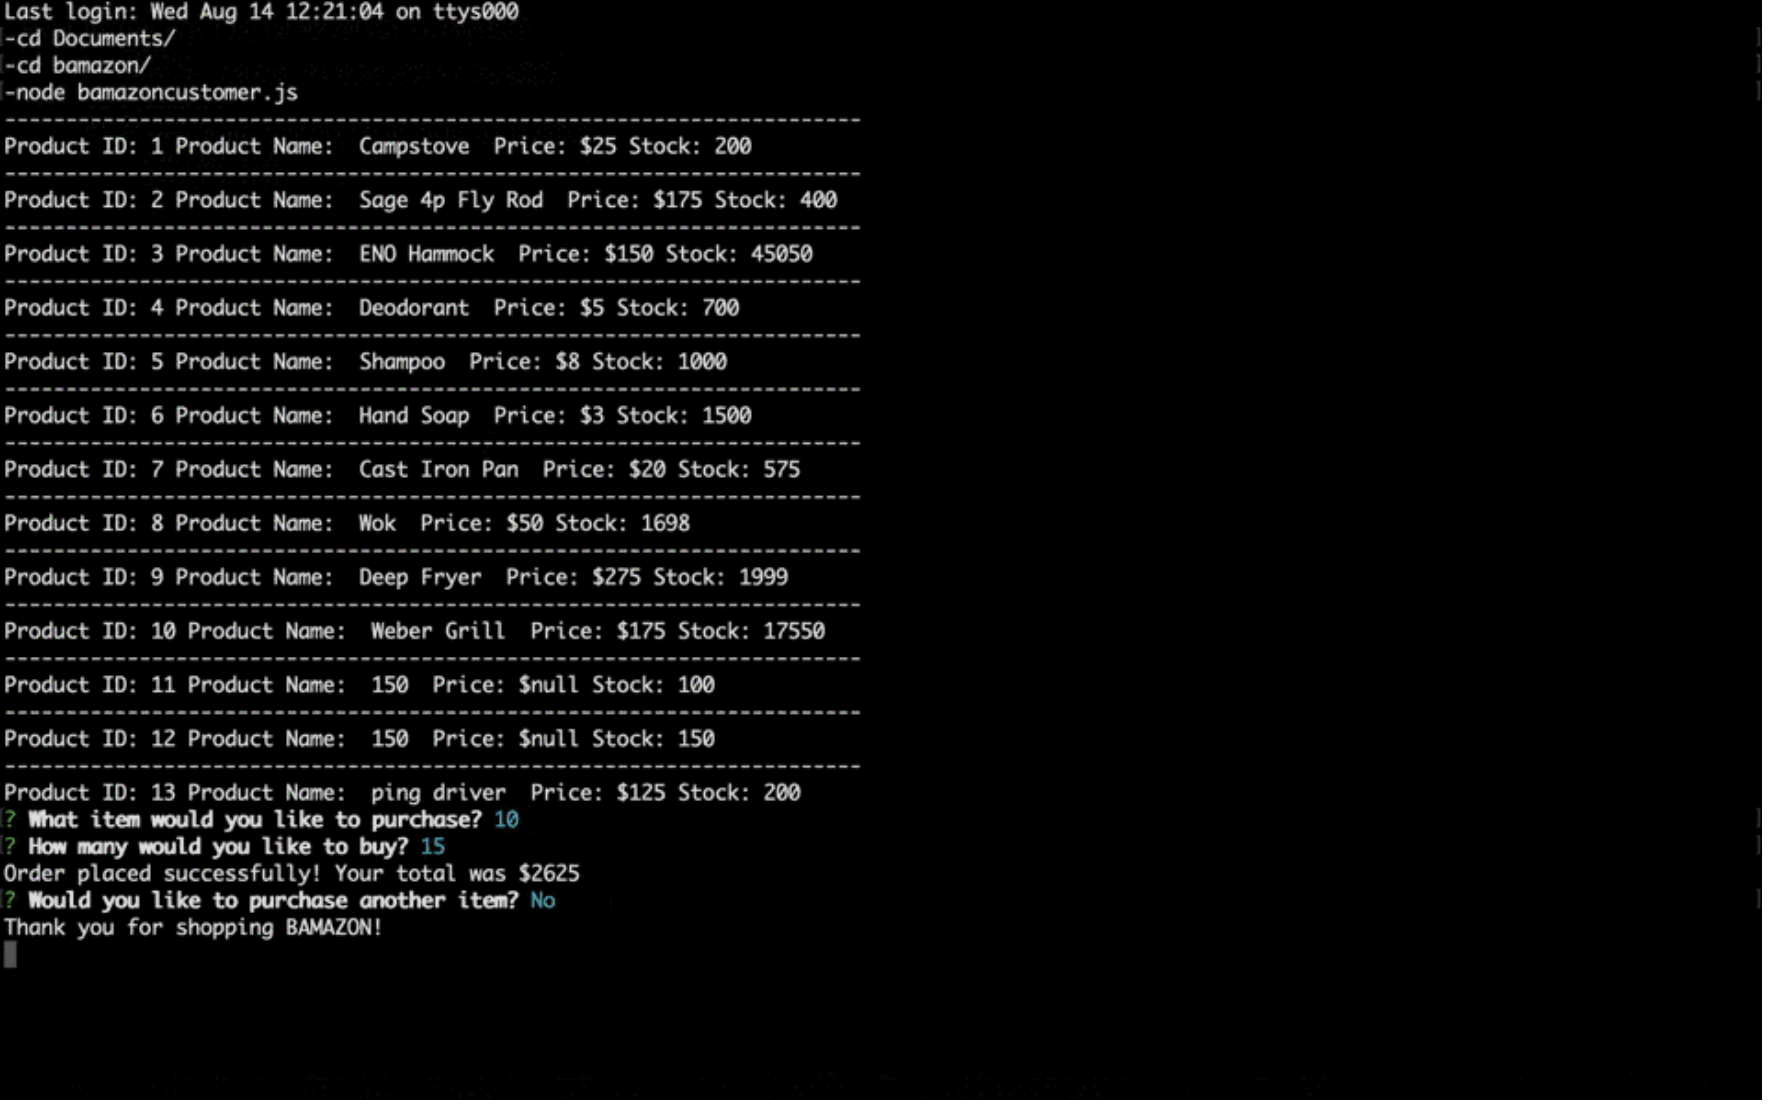 Last login: Wed Aug 14 12:21:04 on ttys000
-cd Documents/
-cd bamazon/
-node bamazoncustomer.js
----------------------------------------------------------------------
Product ID: 1 Product Name:  Campstove  Price: $25 Stock: 200
----------------------------------------------------------------------
Product ID: 2 Product Name:  Sage 4p Fly Rod  Price: $175 Stock: 400
----------------------------------------------------------------------
Product ID: 3 Product Name:  ENO Hammock  Price: $150 Stock: 45050
----------------------------------------------------------------------
Product ID: 4 Product Name:  Deodorant  Price: $5 Stock: 700
----------------------------------------------------------------------
Product ID: 5 Product Name:  Shampoo  Price: $8 Stock: 1000
----------------------------------------------------------------------
Product ID: 6 Product Name:  Hand Soap  Price: $3 Stock: 1500
----------------------------------------------------------------------
Product ID: 7 Product Name:  Cast Iron Pan  Price: $20 Stock: 575
----------------------------------------------------------------------
Product ID: 8 Product Name:  Wok  Price: $50 Stock: 1698
----------------------------------------------------------------------
Product ID: 9 Product Name:  Deep Fryer  Price: $275 Stock: 1999
----------------------------------------------------------------------
Product ID: 10 Product Name:  Weber Grill  Price: $175 Stock: 17550
----------------------------------------------------------------------
Product ID: 11 Product Name:  150  Price: $null Stock: 100
----------------------------------------------------------------------
Product ID: 12 Product Name:  150  Price: $null Stock: 150
----------------------------------------------------------------------
Product ID: 13 Product Name:  ping driver  Price: $125 Stock: 200
? What item would you like to purchase? 10
? How many would you like to buy? 15
Order placed successfully! Your total was $2625
? Would you like to purchase another item? No
Thank you for shopping BAMAZON!